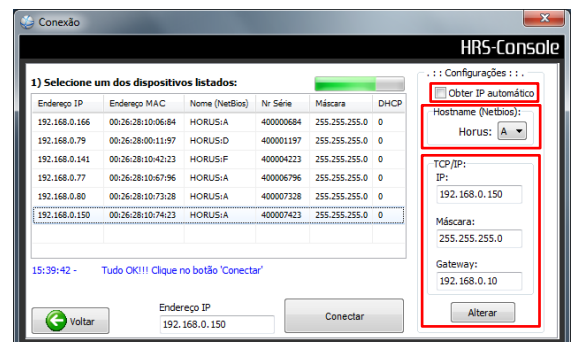 Conexão
HRS-Console
1) Selecione um dos dispositivos listados:
Endereço IP Endereço MAC Nome (NetBios) Nr Série Máscara DHCP
192.168.0.166 00:26:28:10:06:84 HORUS:A 400000684 255.255.255.0 0
192.168.0.79 00:26:28:00:11:97 HORUS:D 400001197 255.255.255.0 0
192.168.0.141 00:26:28:10:42:23 HORUS:F 400004223 255.255.255.0 0
192.168.0.77 00:26:28:10:67:96 HORUS:A 400006796 255.255.255.0 0
192.168.0.80 00:26:28:10:73:28 HORUS:A 400007328 255.255.255.0 0
192.168.0.150 00:26:28:10:74:23 HORUS:A 400007423 255.255.255.0 0
15:39:42 - Tudo OK!!! Clique no botão 'Conectar'
Voltar
Endereço IP
192.168.0.150
Conectar
. : : Configurações : : .
Obter IP automático
Hostname (Netbios):
Horus: A
TCP/IP:
IP:
192.168.0.150
Máscara:
255.255.255.0
Gateway:
192.168.0.10
Alterar